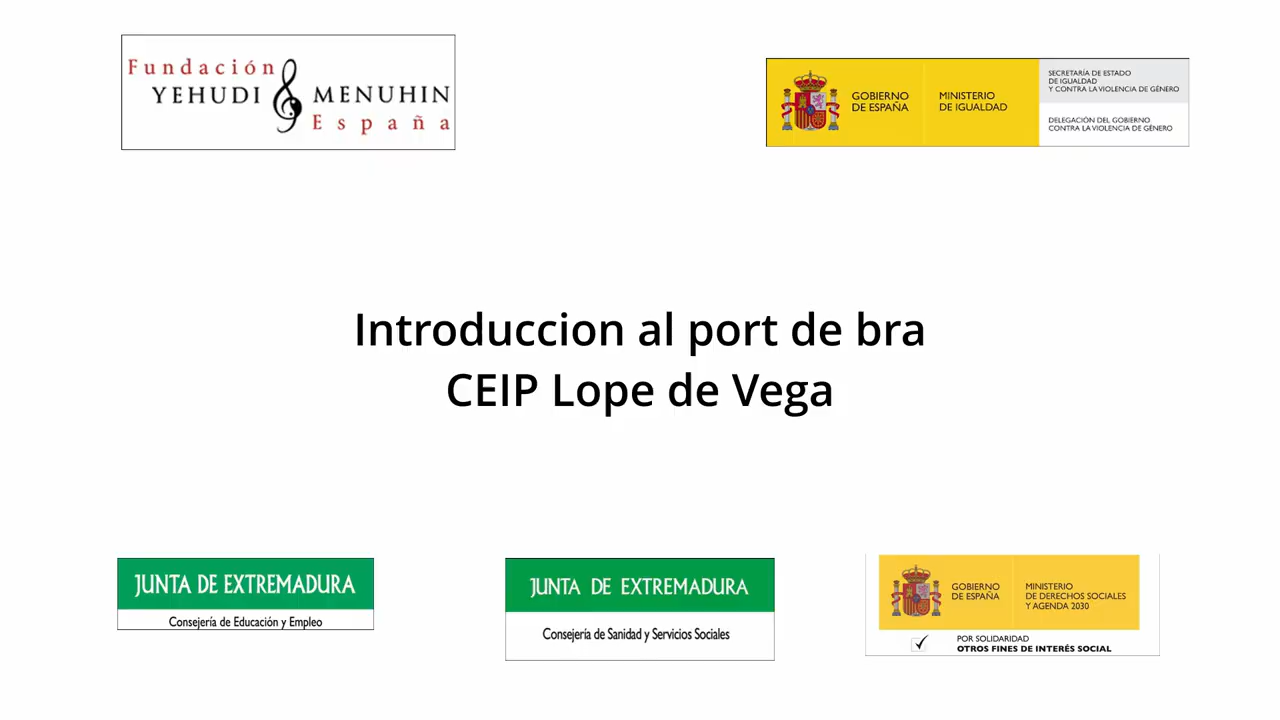 Fundación
YEHUDI MENUHIN
España
GOBIERNO
DE ESPAÑA
MINISTERIO
DE IGUALDAD
SECRETARÍA DE ESTADO
DE IGUALDAD
Y CONTRA LA VIOLENCIA DE GÉNERO
DELEGACIÓN DEL GOBIERNO
CONTRA LA VIOLENCIA DE GÉNERO
Introduccion al port de bra
CEIP Lope de Vega
JUNTA DE EXTREMADURA
Consejería de Educación y Empleo
JUNTA DE EXTREMADURA
Consejería de Sanidad y Servicios Sociales
GOBIERNO
DE ESPAÑA
MINISTERIO
DE DERECHOS SOCIALES
Y AGENDA 2030
POR SOLIDARIDAD
OTROS FINES DE INTERÉS SOCIAL